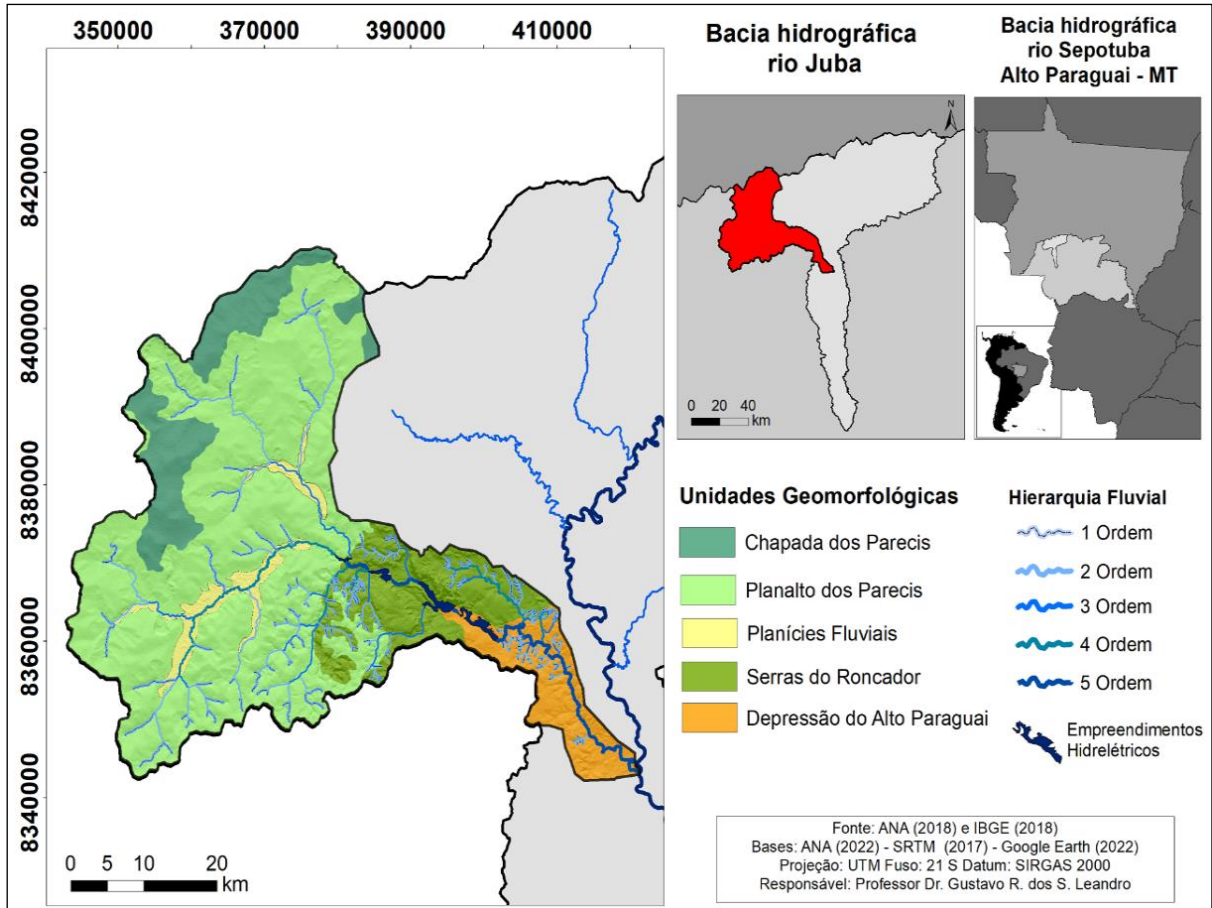 350000 370000 390000 410000
8420000
8400000
8380000
8360000
8340000
0 5 10 20
km
Bacia hidrográfica
rio Juba
N
0 20 40
km
Bacia hidrográfica
rio Sepotuba
Alto Paraguai - MT
Unidades Geomorfológicas
Chapada dos Parecis
Planalto dos Parecis
Planícies Fluviais
Serras do Roncador
Depressão do Alto Paraguai
Hierarquia Fluvial
1 Ordem
2 Ordem
3 Ordem
4 Ordem
5 Ordem
Empreendimentos
Hidrelétricos
Fonte: ANA (2018) e IBGE (2018)
Bases: ANA (2022) - SRTM (2017) - Google Earth (2022)
Projeção: UTM Fuso: 21 S Datum: SIRGAS 2000
Responsável: Professor Dr. Gustavo R. dos S. Leandro